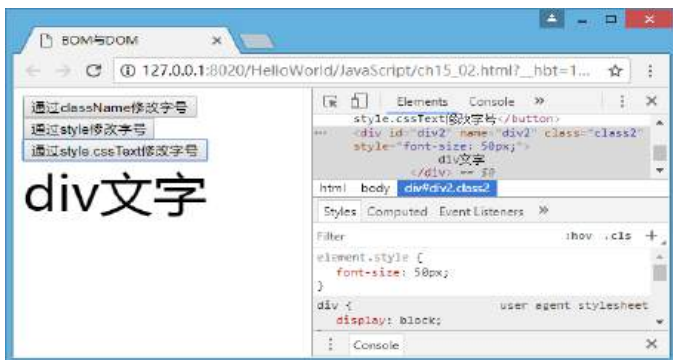 BOM与DOM
127.0.0.1:8020/HelloWorld/JavaScript/ch15_02.html?__hbt=1...
通过className修改字号
通过style修改字号
通过style.cssText修改字号
div文字
Elements Console »
style.cssText修改字号</button>
<div id="div2" name="div2" class="class2"
style="font-size: 50px;">
div文字
</div> == $0
html body div#div2.class2
Styles Computed Event Listeners »
Filter :hov .cls +
element.style {
font-size: 50px;
}
div { user agent stylesheet
display: block;
Console